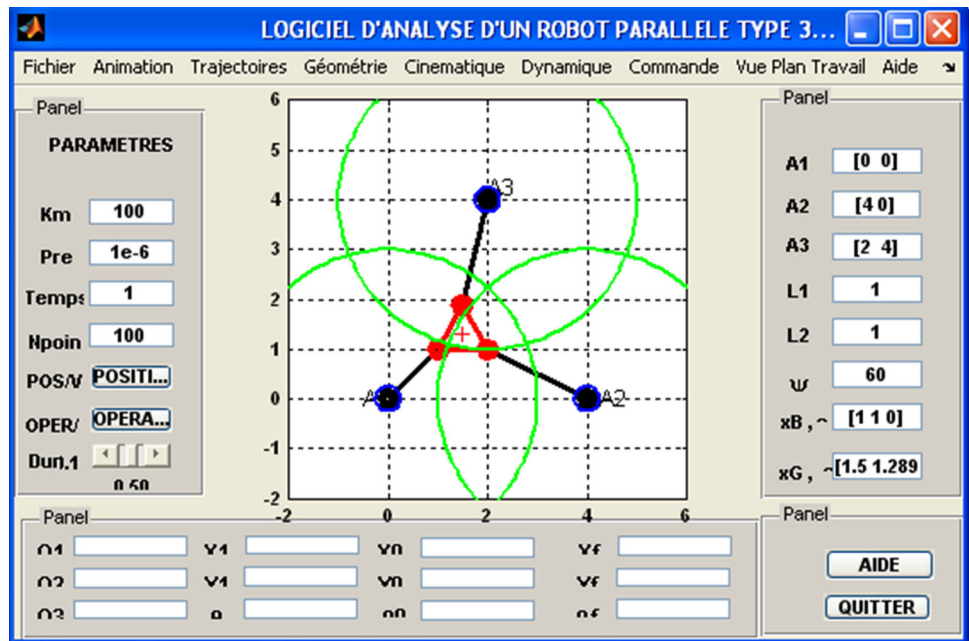 LOGICIEL D'ANALYSE D'UN ROBOT PARALLELE TYPE 3...
Fichier Animation Trajectoires Géométrie Cinematique Dynamique Commande Vue Plan Travail Aide
Panel
PARAMETRES
Km 100
Pre 1e-6
Temps 1
Npoin 100
POS/V POSITI...
OPER/ OPERA...
0.50
6
5
4
3
2
1
0
-1
-2
-2 0 2 4 6
A3
A
A2
Panel
A1 [0 0]
A2 [4 0]
A3 [2 4]
L1 1
L2 1
60
xB , ~ [1 1 0]
xG , ~ [1.5 1.289
Panel
Panel
AIDE
QUITTER